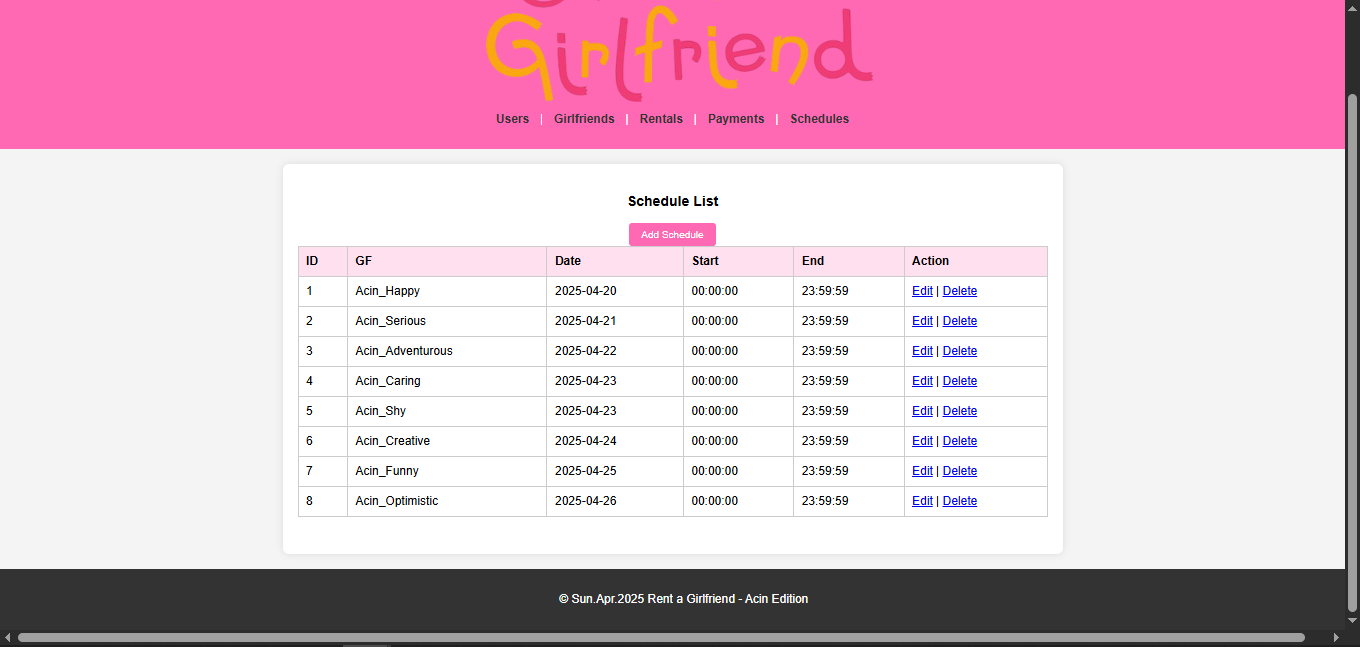 Girlfriend
Users | Girlfriends | Rentals | Payments | Schedules
Schedule List
Add Schedule
ID GF Date Start End Action
1 Acin_Happy 2025-04-20 00:00:00 23:59:59 Edit | Delete
2 Acin_Serious 2025-04-21 00:00:00 23:59:59 Edit | Delete
3 Acin_Adventurous 2025-04-22 00:00:00 23:59:59 Edit | Delete
4 Acin_Caring 2025-04-23 00:00:00 23:59:59 Edit | Delete
5 Acin_Shy 2025-04-23 00:00:00 23:59:59 Edit | Delete
6 Acin_Creative 2025-04-24 00:00:00 23:59:59 Edit | Delete
7 Acin_Funny 2025-04-25 00:00:00 23:59:59 Edit | Delete
8 Acin_Optimistic 2025-04-26 00:00:00 23:59:59 Edit | Delete
© Sun.Apr.2025 Rent a Girlfriend - Acin Edition